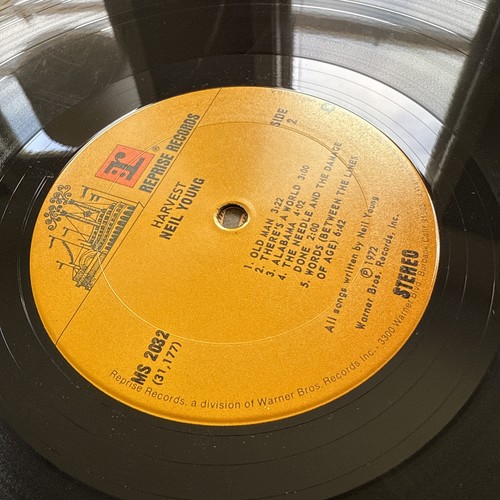 r
®
REPRISE RECORDS
HARVEST
NEIL YOUNG
SIDE
2
1. OLD MAN 3:22
2. THERE'S A WORLD 3:00
3. ALABAMA 4:02
4. THE NEEDLE AND THE DAMAGE
DONE 2:00
5. WORDS (BETWEEN THE LINES
OF AGE) 6:42
All songs written by Neil Young
℗ 1972
Warner Bros. Records Inc.
STEREO
MS 2032
(31,177)
Reprise Records, a division of Warner Bros Records Inc., 3300 Warner Blvd., Burbank, Calif.